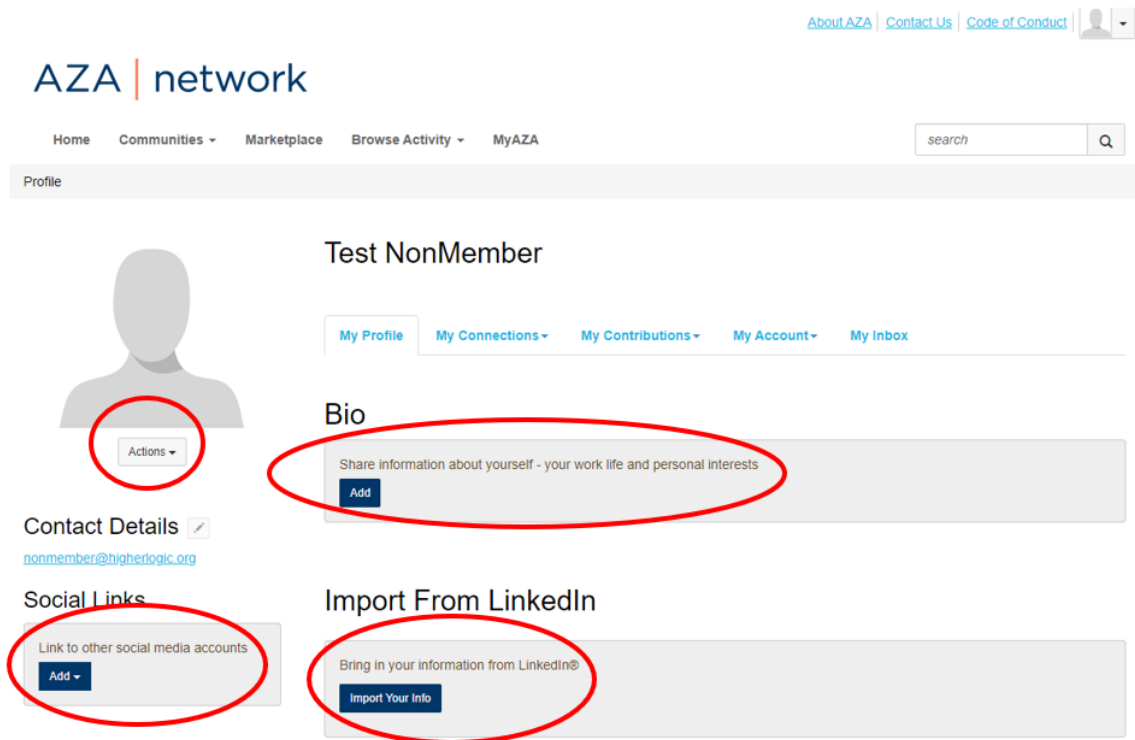 About AZA Contact Us Code of Conduct
AZA | network
Home Communities Marketplace Browse Activity MyAZA
search
Profile
Test NonMember
My Profile My Connections My Contributions My Account My Inbox
Actions
Bio
Share information about yourself - your work life and personal interests
Add
Contact Details
nonmember@higherlogic.org
Social Links
Link to other social media accounts
Add
Import From LinkedIn
Bring in your information from LinkedIn®
Import Your Info